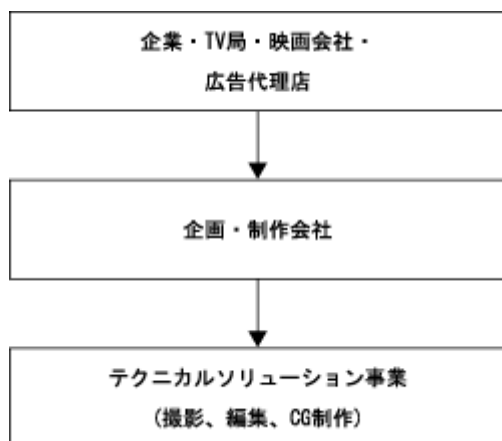 企業・TV局・映画会社・
広告代理店
企画・制作会社
テクニカルソリューション事業
(撮影、編集、CG制作)